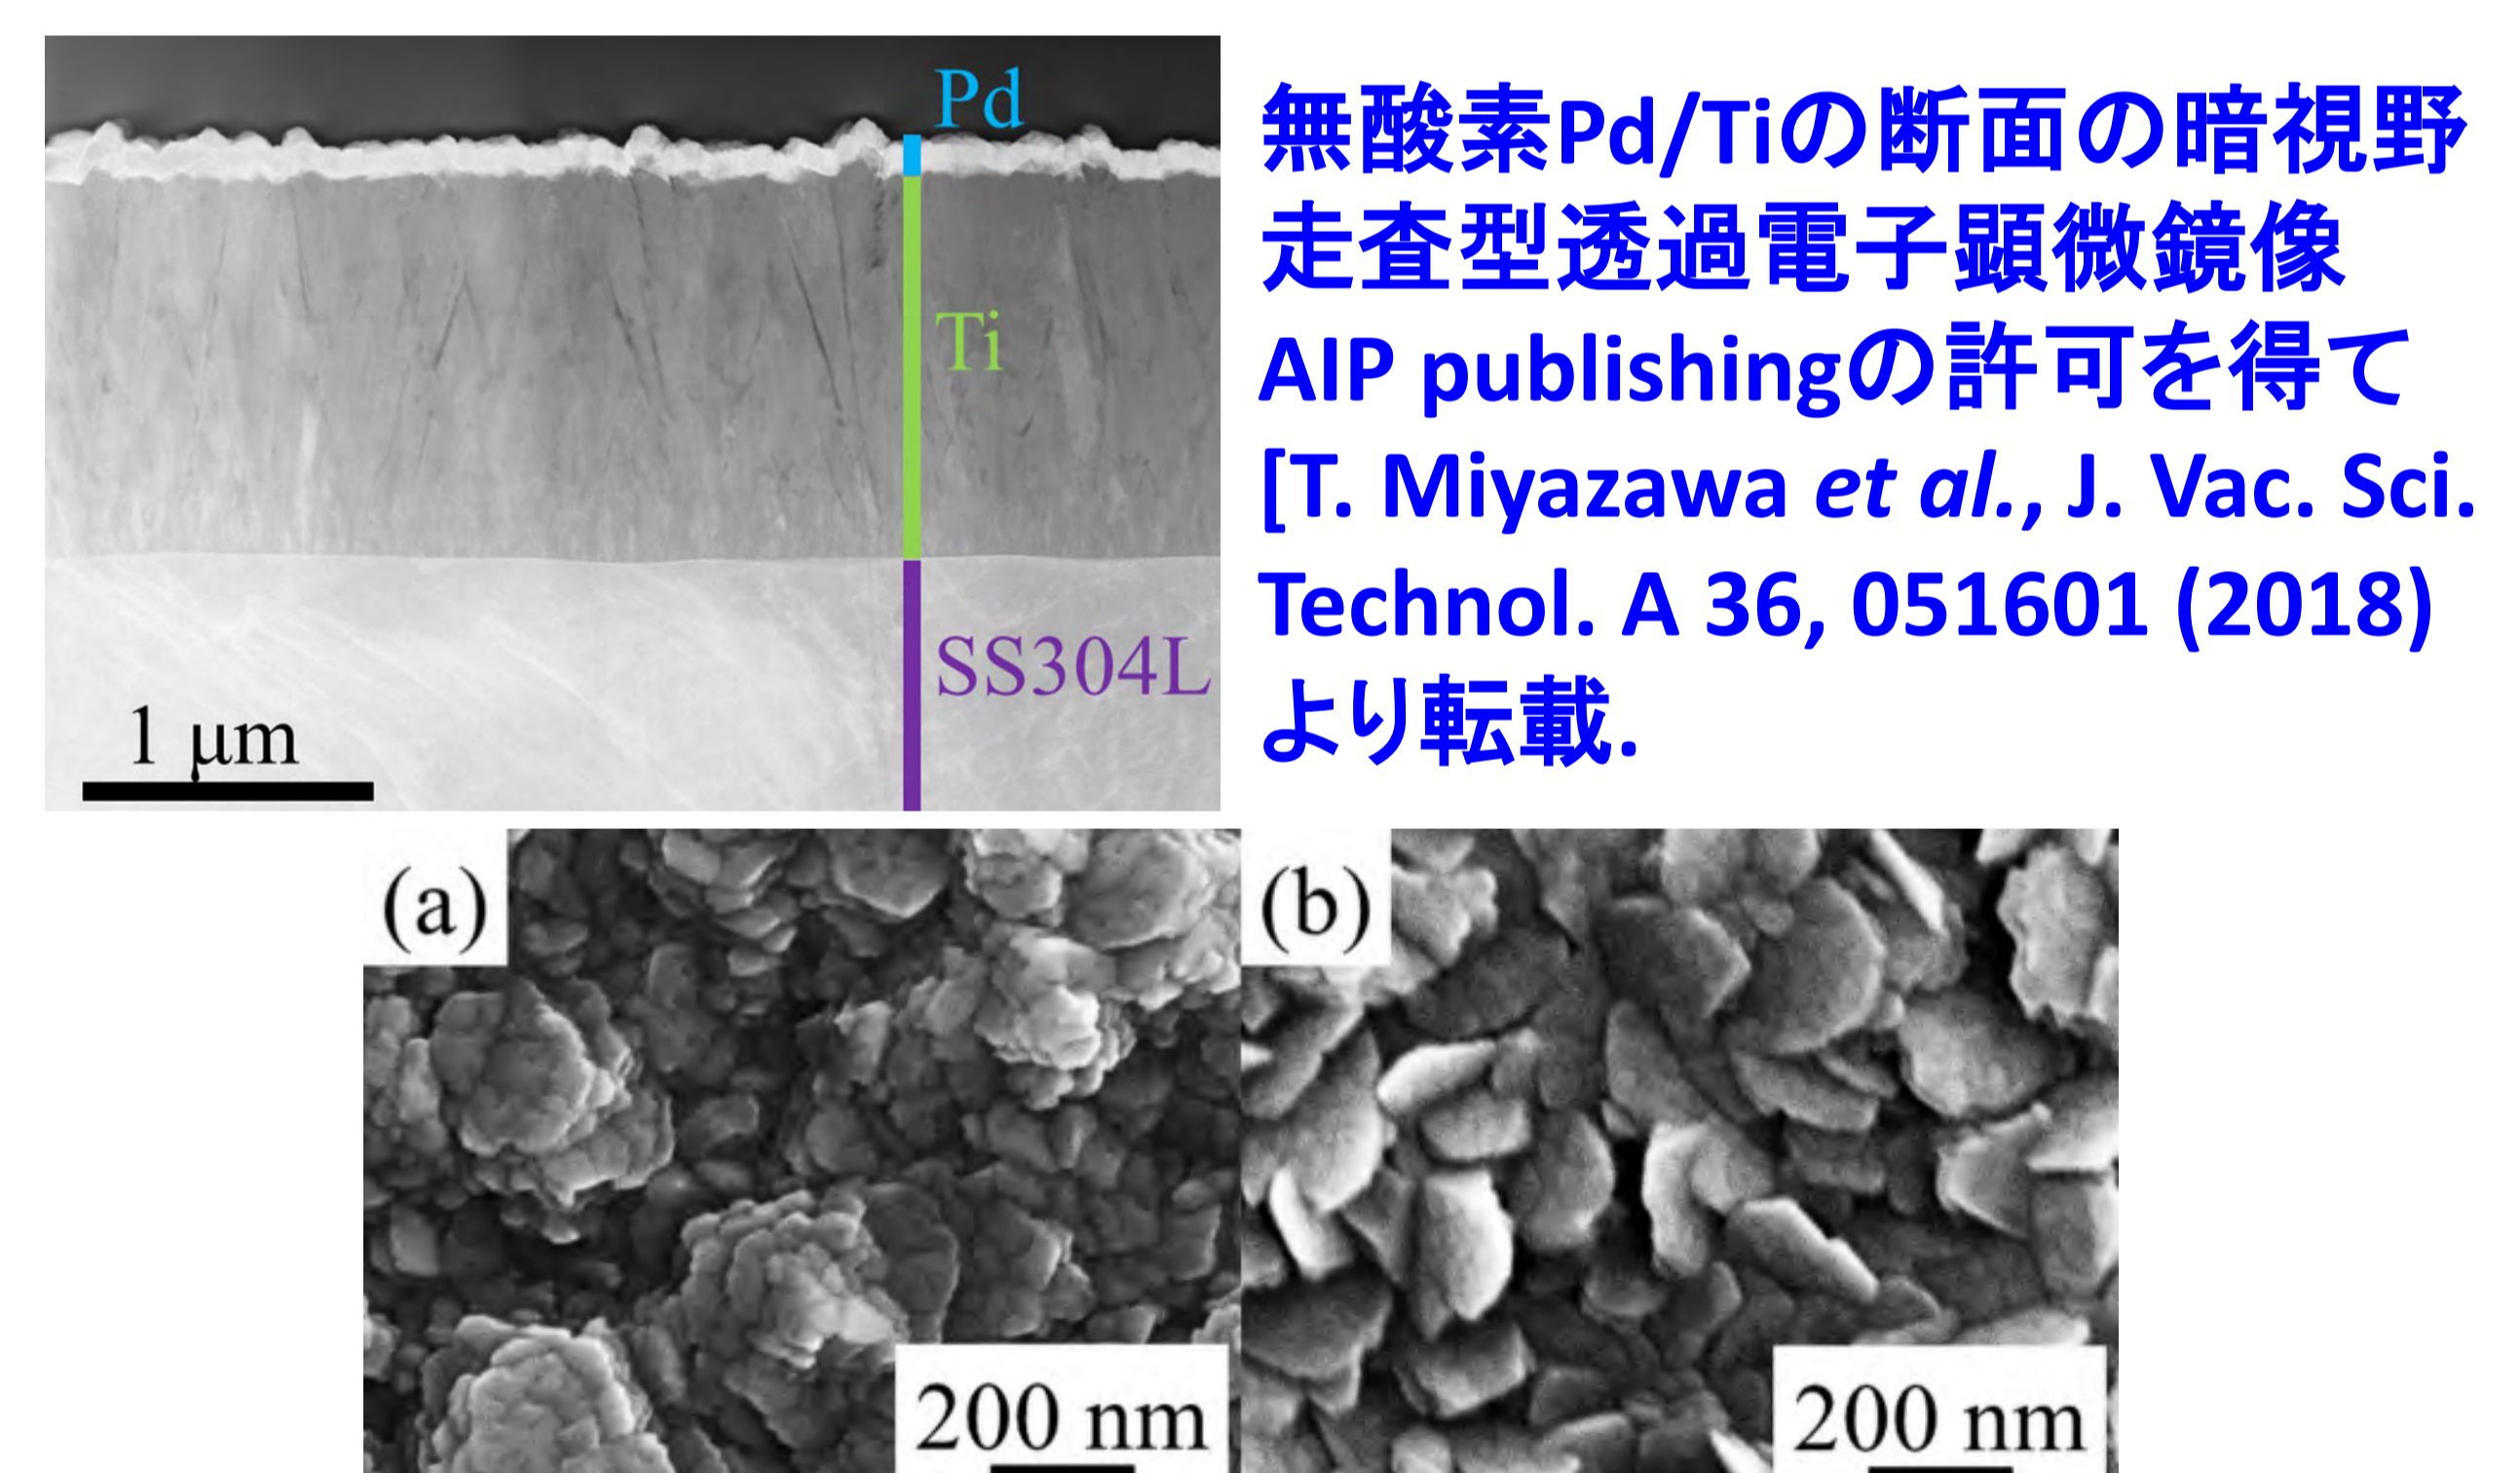 Pd
Ti
SS304L
1 μm
無酸素Pd/Tiの断面の暗視野
走査型透過電子顕微鏡像
AIP publishingの許可を得て
[T. Miyazawa et al., J. Vac. Sci.
Technol. A 36, 051601 (2018)
より転載.
(a)
200 nm
(b)
200 nm